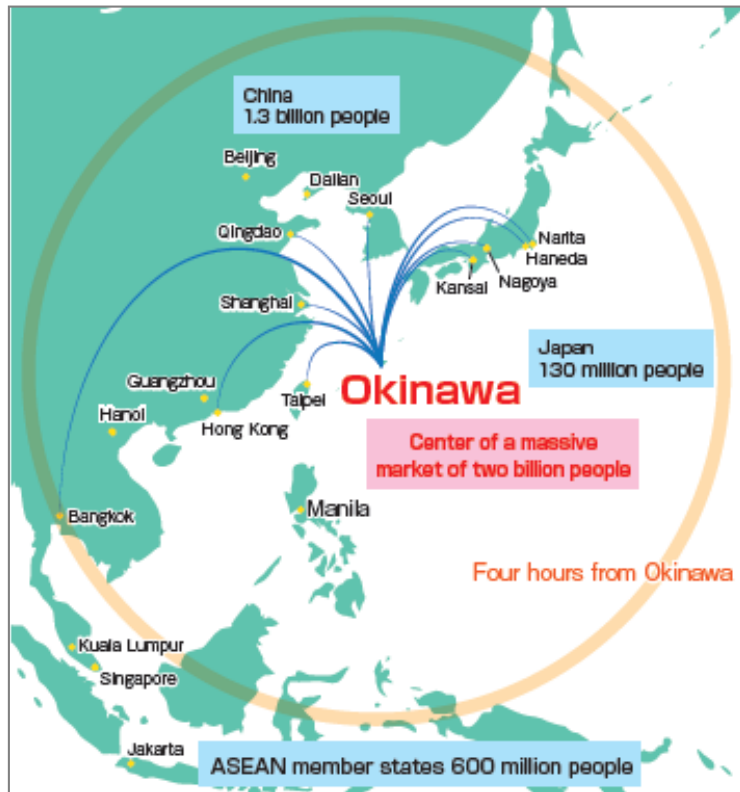 China
1.3 billion people
Beijing
Dalian
Seoul
Qingdao
Narita
Haneda
Nagoya
Kansai
Shanghai
Japan
130 million people
Guangzhou
Taipei
Okinawa
Hanoi
Hong Kong
Center of a massive
market of two billion people
Bangkok
Manila
Four hours from Okinawa
Kuala Lumpur
Singapore
Jakarta
ASEAN member states 600 million people